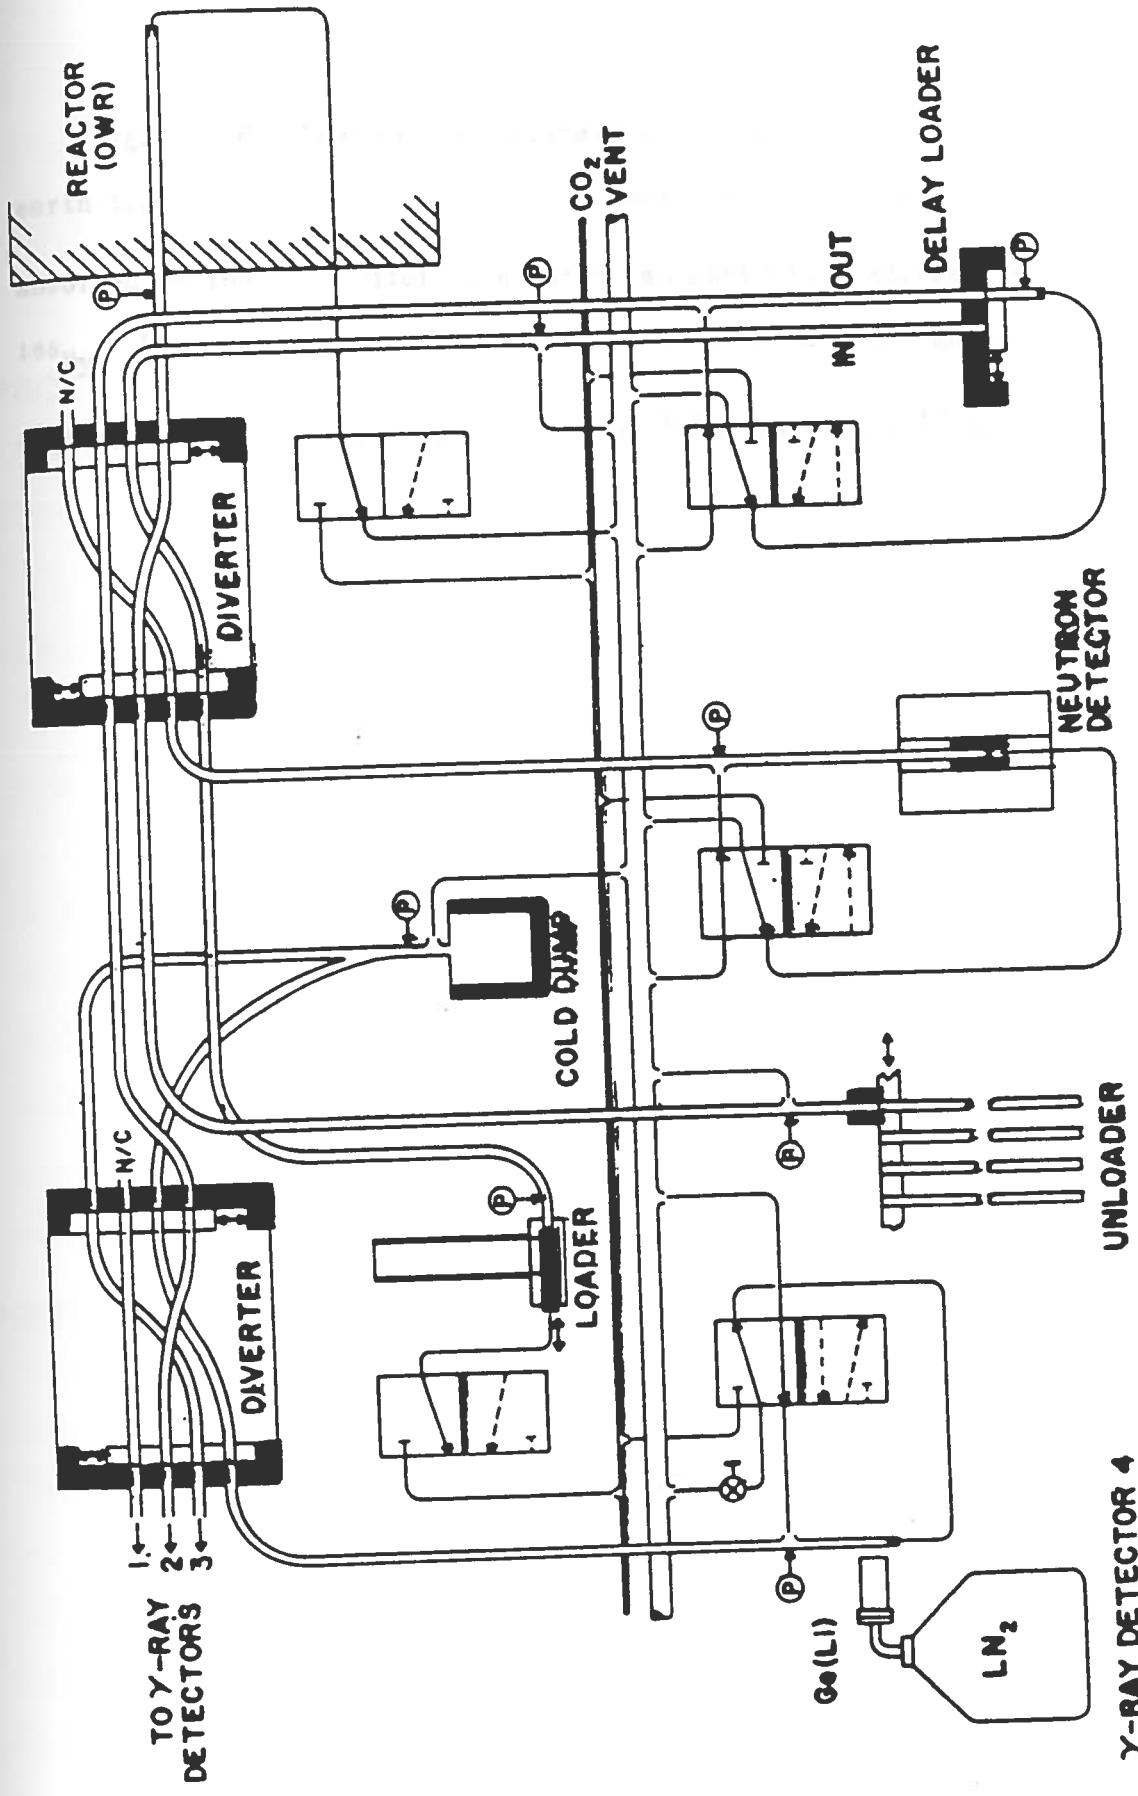 REACTOR
(OWR)
P
N/C
DIVERTER
CO2
VENT
P
IN
OUT
DELAY LOADER
P
P
NEUTRON
DETECTOR
P
COLD DUMP
N/C
DIVERTER
P
LOADER
P
UNLOADER
TO γ-RAY
DETECTORS
1.
2
3
P
Ge(Li)
LN2
γ-RAY DETECTOR 4